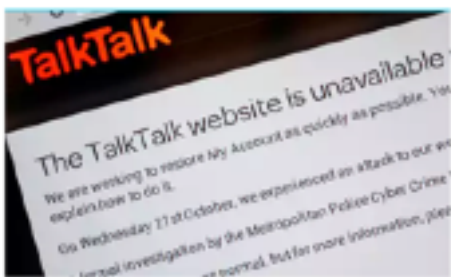 TalkTalk
The TalkTalk website is unavailable
We are working to restore My Account as quickly as possible. You
explain how to do it.
On Wednesday 21st October, we experienced an attack to our we
investigation by the Metropolitan Police Cyber Crime
normal. But for more information, plea